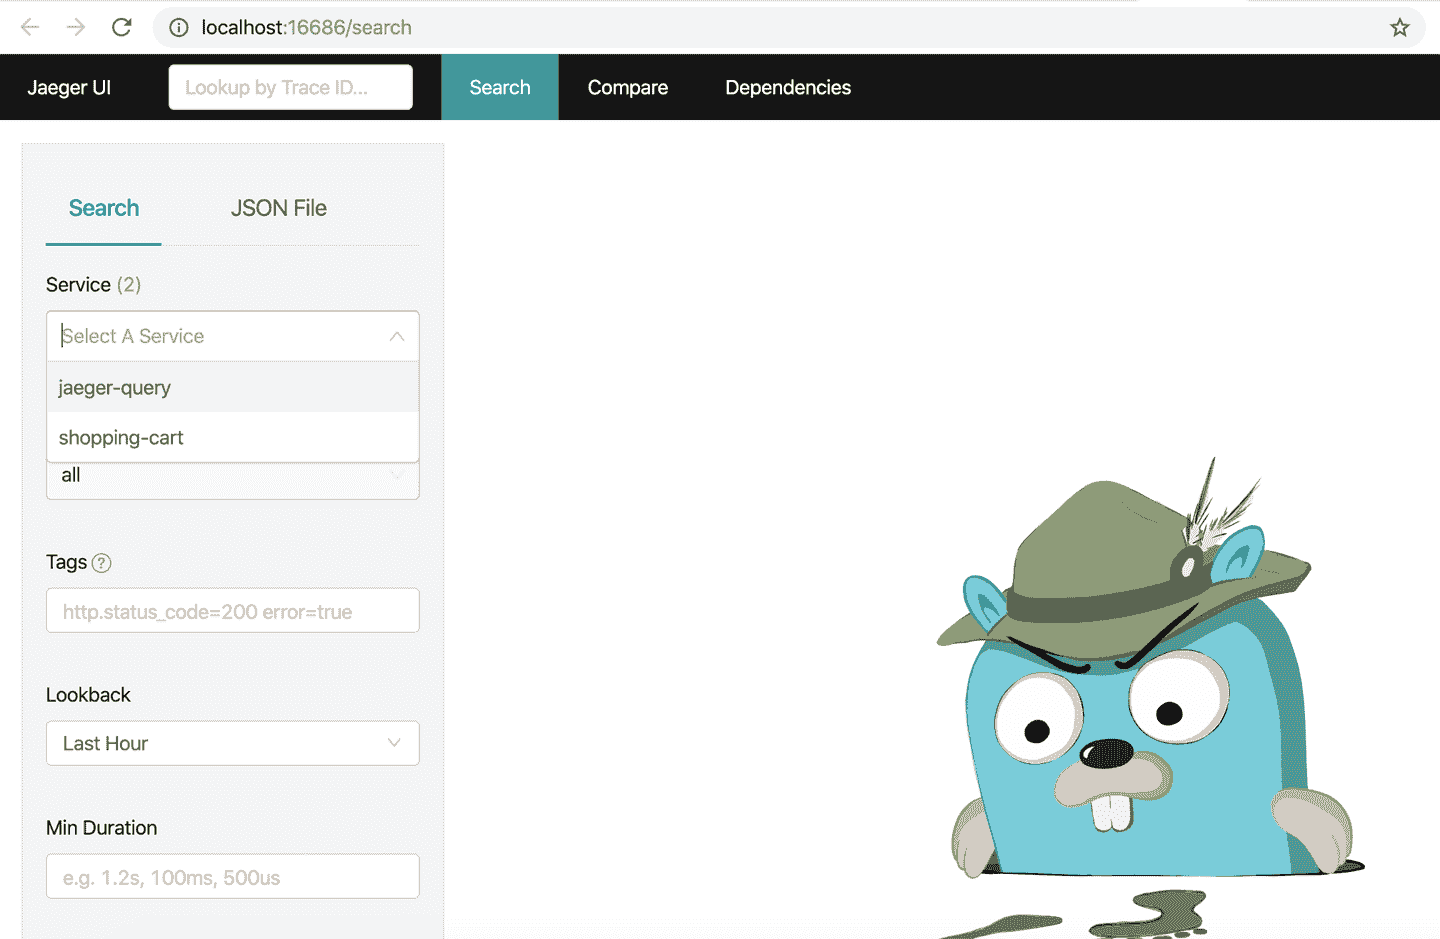 localhost:16686/search
Jaeger UI
Lookup by Trace ID...
Search
Compare
Dependencies
Search
JSON File
Service (2)
Select A Service
jaeger-query
shopping-cart
all
Tags ?
http.status_code=200 error=true
Lookback
Last Hour
Min Duration
e.g. 1.2s, 100ms, 500us